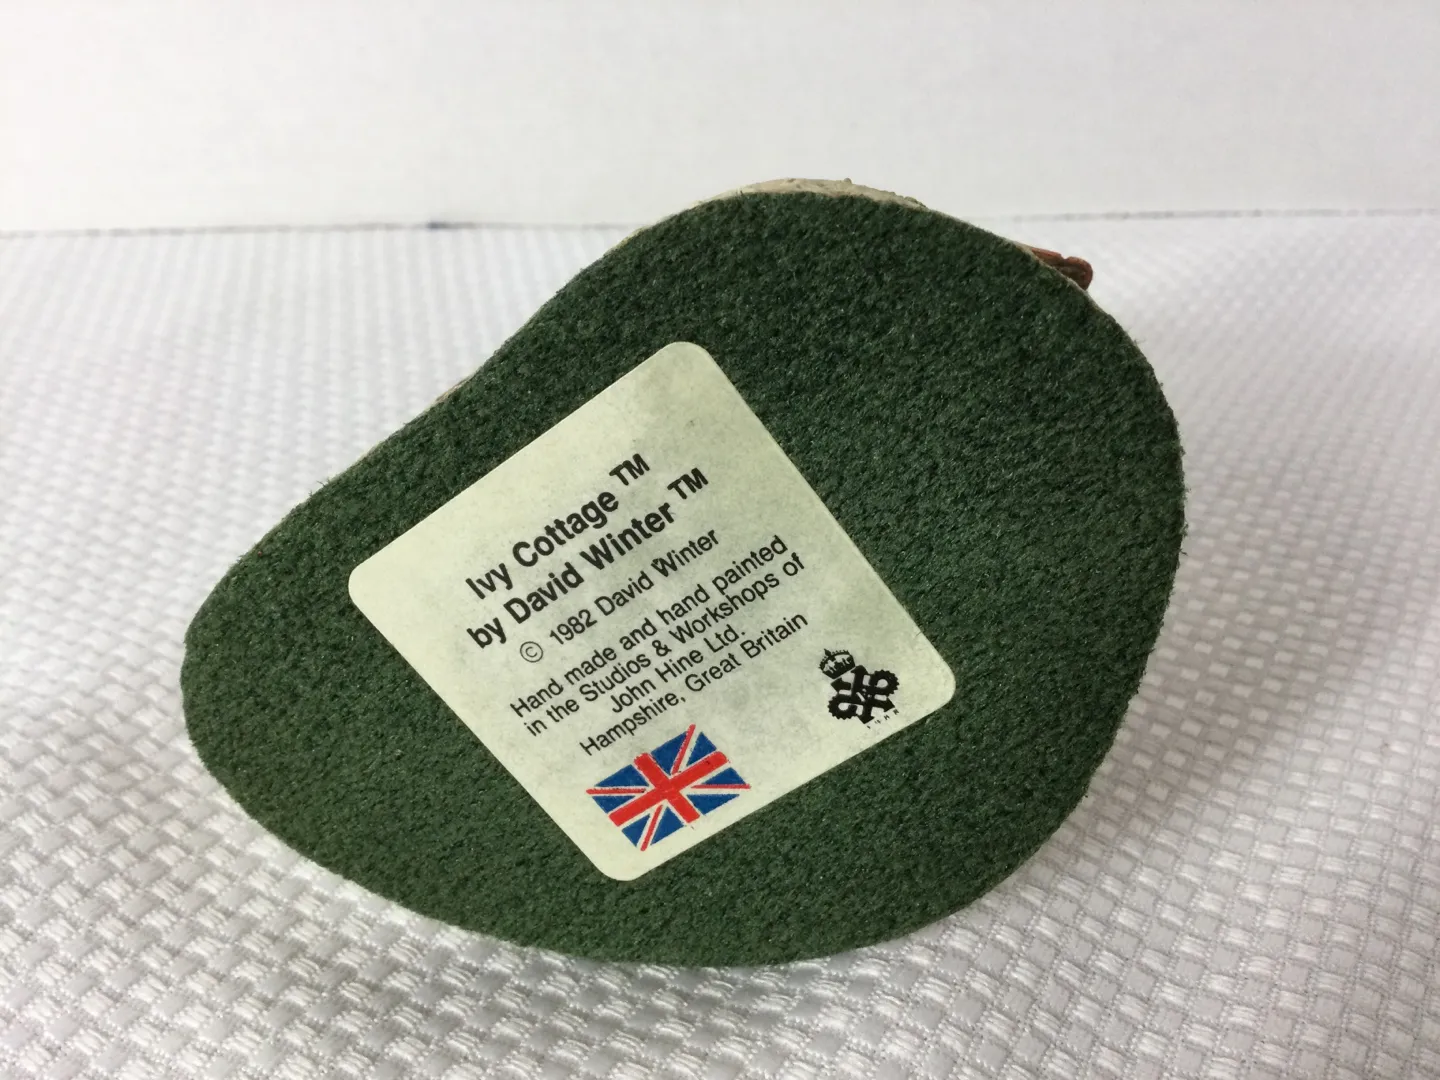 Ivy Cottage ™
by David Winter ™
© 1982 David Winter
Hand made and hand painted
in the Studios & Workshops of
John Hine Ltd.
Hampshire, Great Britain